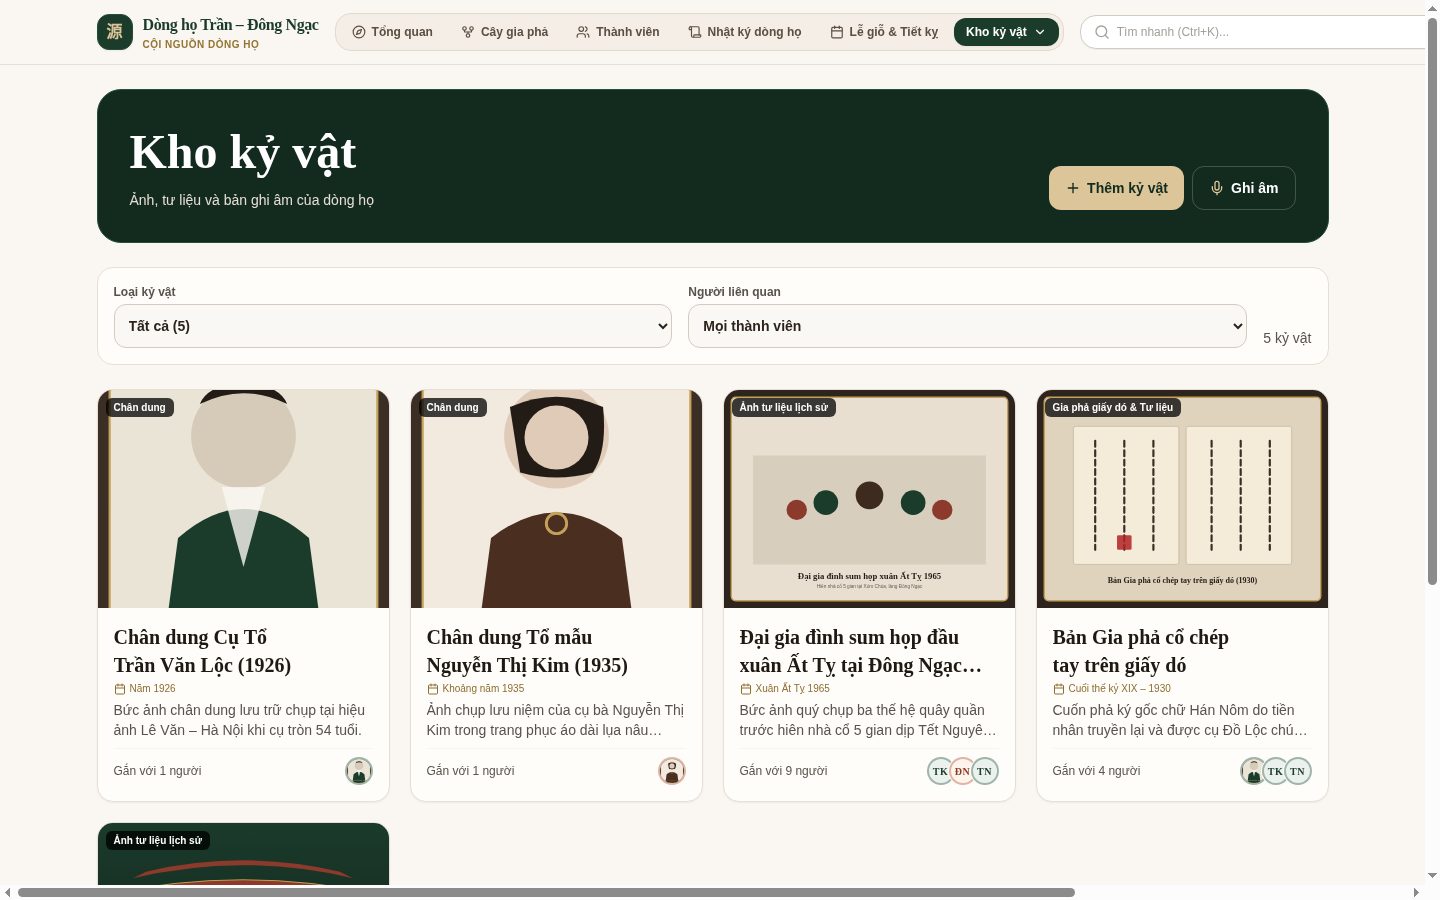 源
Dòng họ Trần – Đông Ngạc
CỘI NGUỒN DÒNG HỌ
Tổng quan
Cây gia phả
Thành viên
Nhật ký dòng họ
Lễ giỗ & Tiết kỵ
Kho kỷ vật
Tìm nhanh (Ctrl+K)...
Kho kỷ vật
Ảnh, tư liệu và bản ghi âm của dòng họ
Thêm kỷ vật
Ghi âm
Loại kỷ vật
Người liên quan
Tất cả (5)
Mọi thành viên
5 kỷ vật
Chân dung
Chân dung Cụ Tổ
Trần Văn Lộc (1926)
Năm 1926
Bức ảnh chân dung lưu trữ chụp tại hiệu
ảnh Lê Văn – Hà Nội khi cụ tròn 54 tuổi.
Gắn với 1 người
Chân dung
Chân dung Tổ mẫu
Nguyễn Thị Kim (1935)
Khoảng năm 1935
Ảnh chụp lưu niệm của cụ bà Nguyễn Thị
Kim trong trang phục áo dài lụa nâu…
Gắn với 1 người
Ảnh tư liệu lịch sử
Đại gia đình sum họp xuân Ất Tỵ 1965
Hiên nhà cổ 5 gian tại Xóm Chùa, làng Đông Ngạc
Đại gia đình sum họp đầu
xuân Ất Tỵ tại Đông Ngạc…
Xuân Ất Tỵ 1965
Bức ảnh quý chụp ba thế hệ quây quần
trước hiên nhà cổ 5 gian dịp Tết Nguyê…
Gắn với 9 người
TK
ĐN
TN
Gia phả giấy dó & Tư liệu
Bản Gia phả cổ chép tay trên giấy dó (1930)
Bản Gia phả cổ chép
tay trên giấy dó
Cuối thế kỷ XIX – 1930
Cuốn phả ký gốc chữ Hán Nôm do tiền
nhân truyền lại và được cụ Đồ Lộc chú…
Gắn với 4 người
TK
TN
Ảnh tư liệu lịch sử